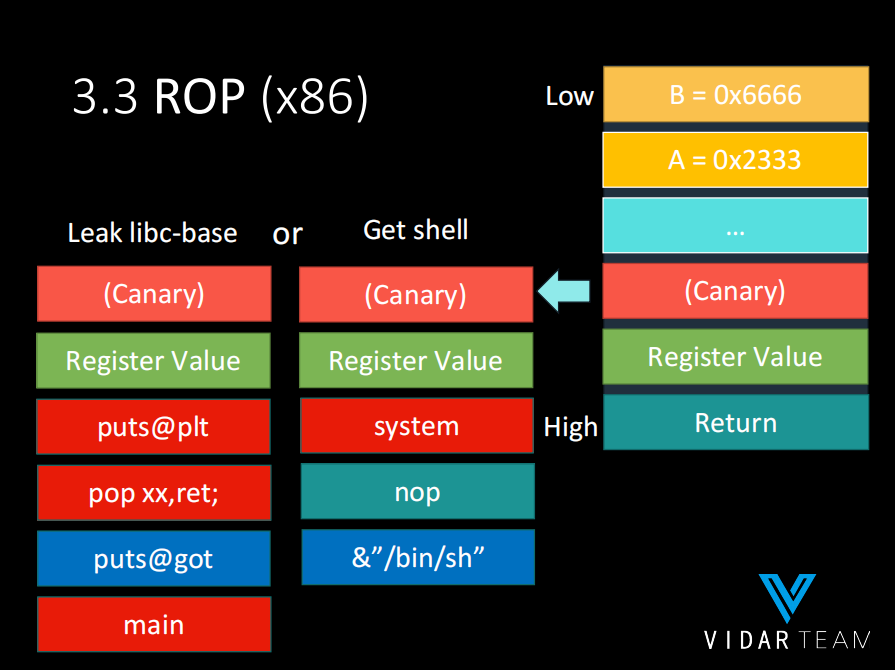 3.3 ROP (x86)
Low
B = 0x6666
A = 0x2333
...
(Canary)
Register Value
High
Return
Leak libc-base
or
Get shell
(Canary)
Register Value
puts@plt
pop xx,ret;
puts@got
main
(Canary)
Register Value
system
nop
&”/bin/sh”
VIDAR TEAM